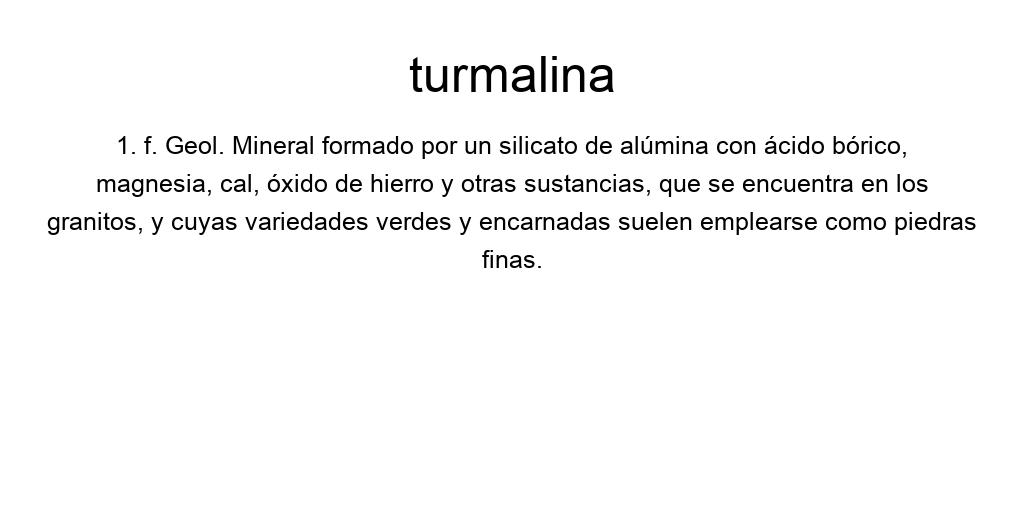 turmalina
1. f. Geol. Mineral formado por un silicato de alúmina con ácido bórico,
magnesia, cal, óxido de hierro y otras sustancias, que se encuentra en los
granitos, y cuyas variedades verdes y encarnadas suelen emplearse como piedras
finas.